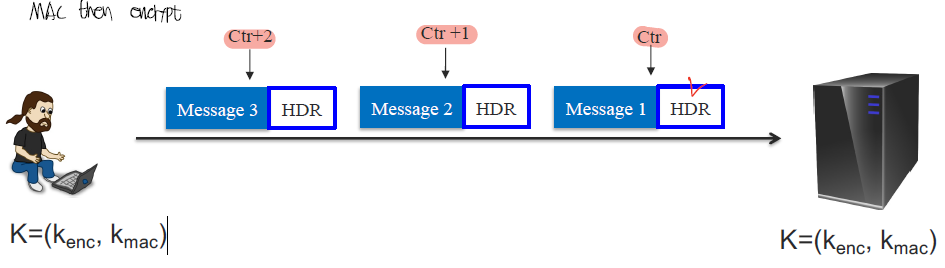 MAC then encrypt
Ctr+2
Ctr +1
Ctr
Message 3 HDR
Message 2 HDR
Message 1 HDR
K=(kenc, kmac)
K=(kenc, kmac)